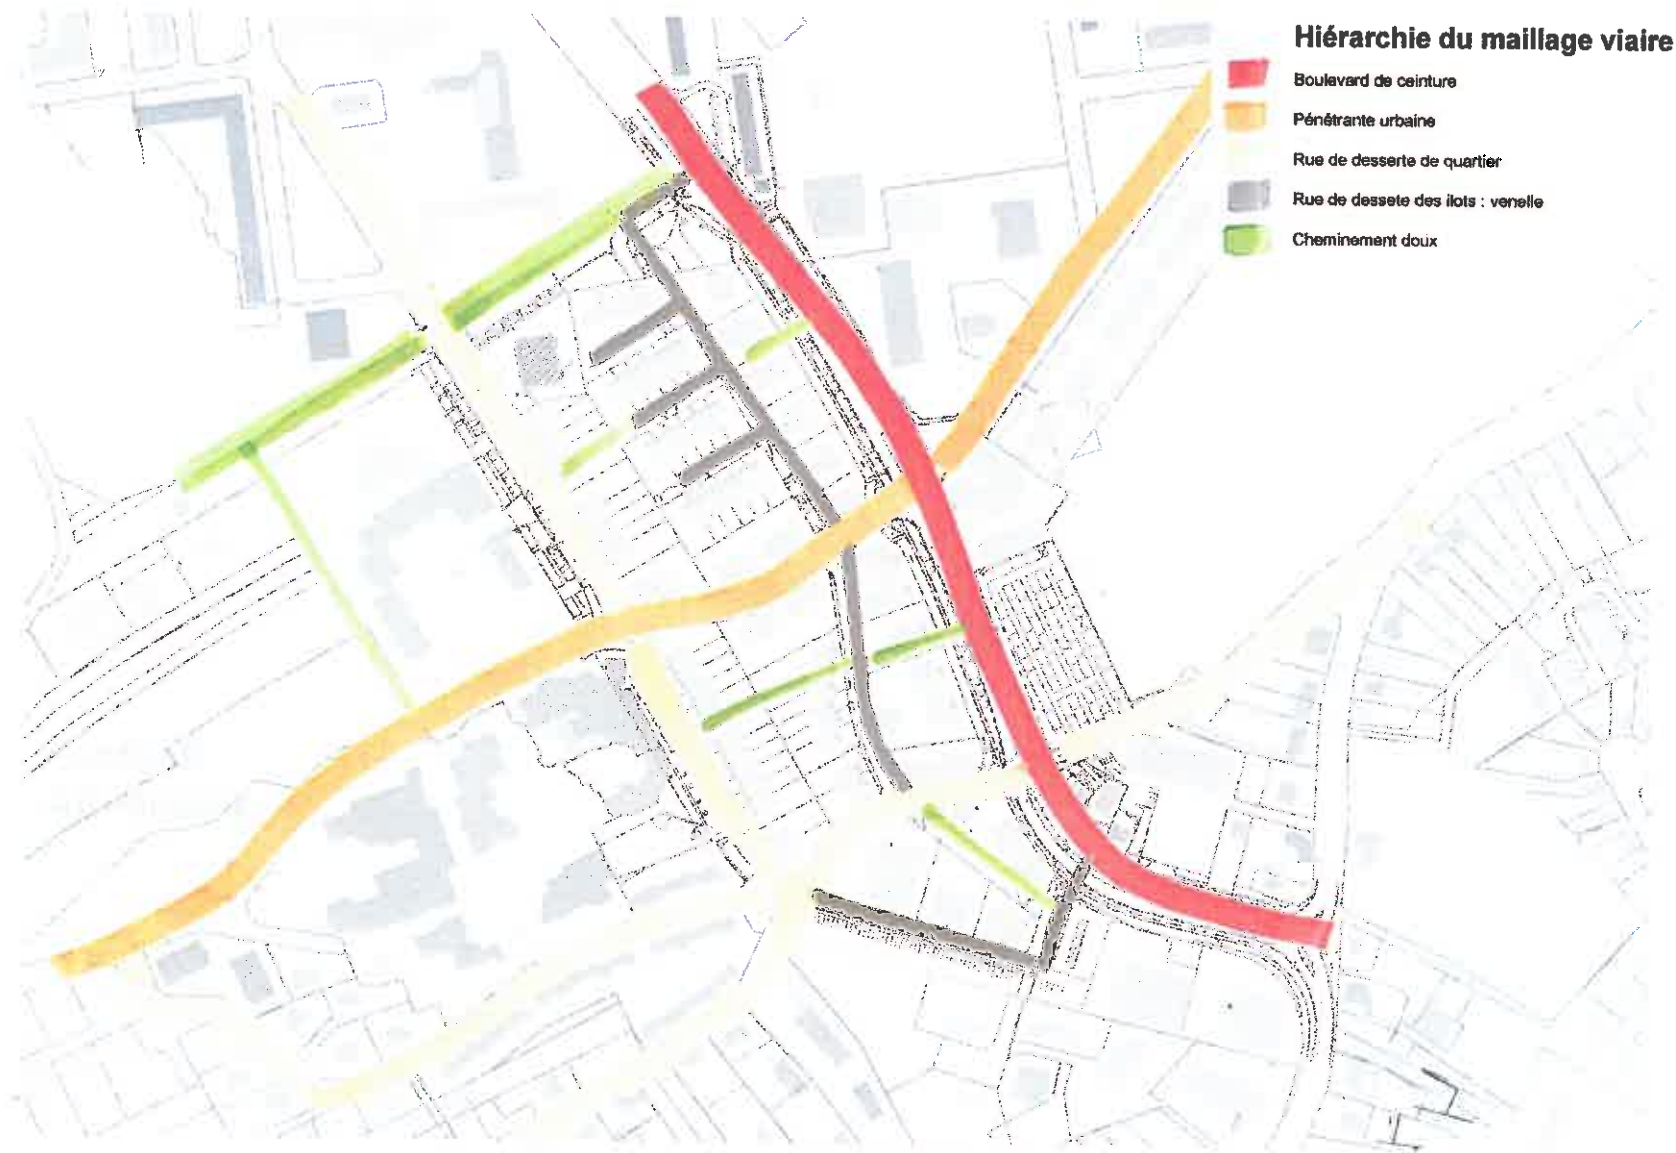 Hiérarchie du maillage viaire
Boulevard de ceinture
Pénétrante urbaine
Rue de desserte de quartier
Rue de dessete des ilots : venelle
Cheminement doux